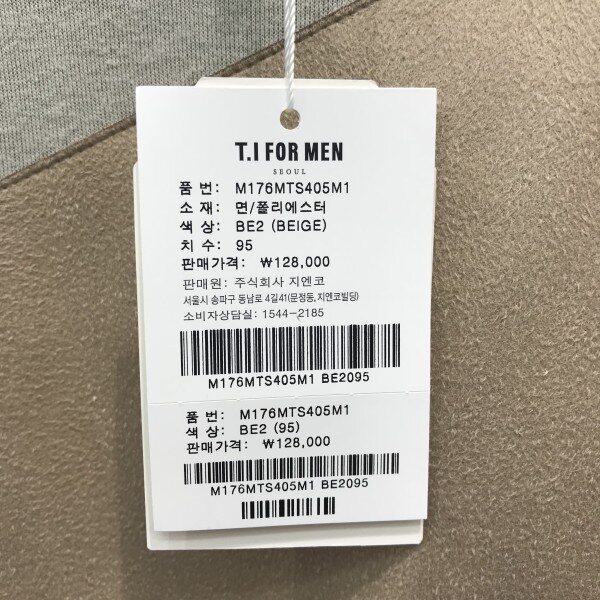 T.I FOR MEN
SEOUL
품 번: M176MTS405M1
소 재: 면/폴리에스터
색 상: BE2 (BEIGE)
치 수: 95
판매가격: ₩128,000
판매원: 주식회사 지엔코
서울시 송파구 동남로 4길41(문정동,지엔코빌딩)
소비자상담실: 1544-2185
M176MTS405M1 BE2095
품 번: M176MTS405M1
색 상: BE2 (95)
판매가격: ₩128,000
M176MTS405M1 BE2095